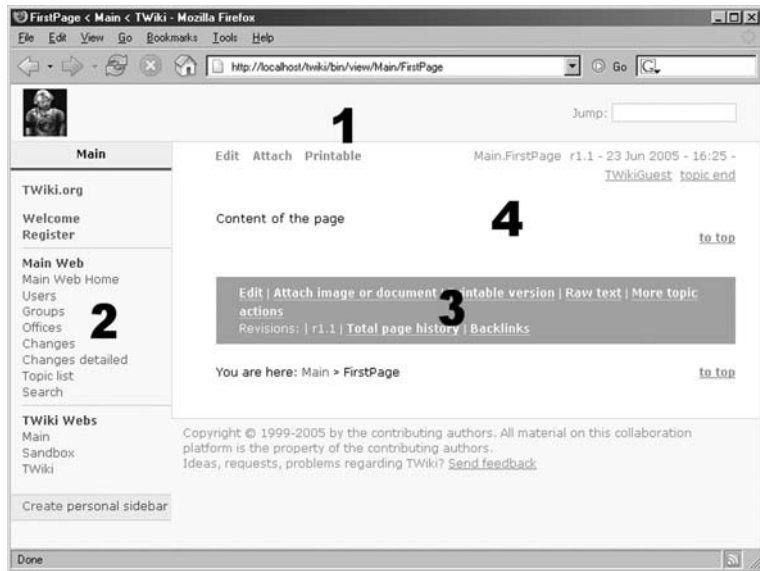 FirstPage < Main < TWiki - Mozilla Firefox
File Edit View Go Bookmarks Tools Help
http://localhost/twiki/bin/view/Main/FirstPage Go G
Jump:
1
Main
Edit Attach Printable
Main.FirstPage r1.1 - 23 Jun 2005 - 16:25 -
TWikiGuest topic end
TWiki.org
Welcome
Register
Content of the page
4
to top
Main Web
Main Web Home
Users
Groups
Offices
Changes
Changes detailed
Topic list
Search
2
Edit | Attach image or document | Printable version | Raw text | More topic
actions
Revisions: | r1.1 | Total page history | Backlinks
3
You are here: Main > FirstPage
to top
TWiki Webs
Main
Sandbox
TWiki
Create personal sidebar
Copyright © 1999-2005 by the contributing authors. All material on this collaboration
platform is the property of the contributing authors.
Ideas, requests, problems regarding TWiki? Send feedback
Done